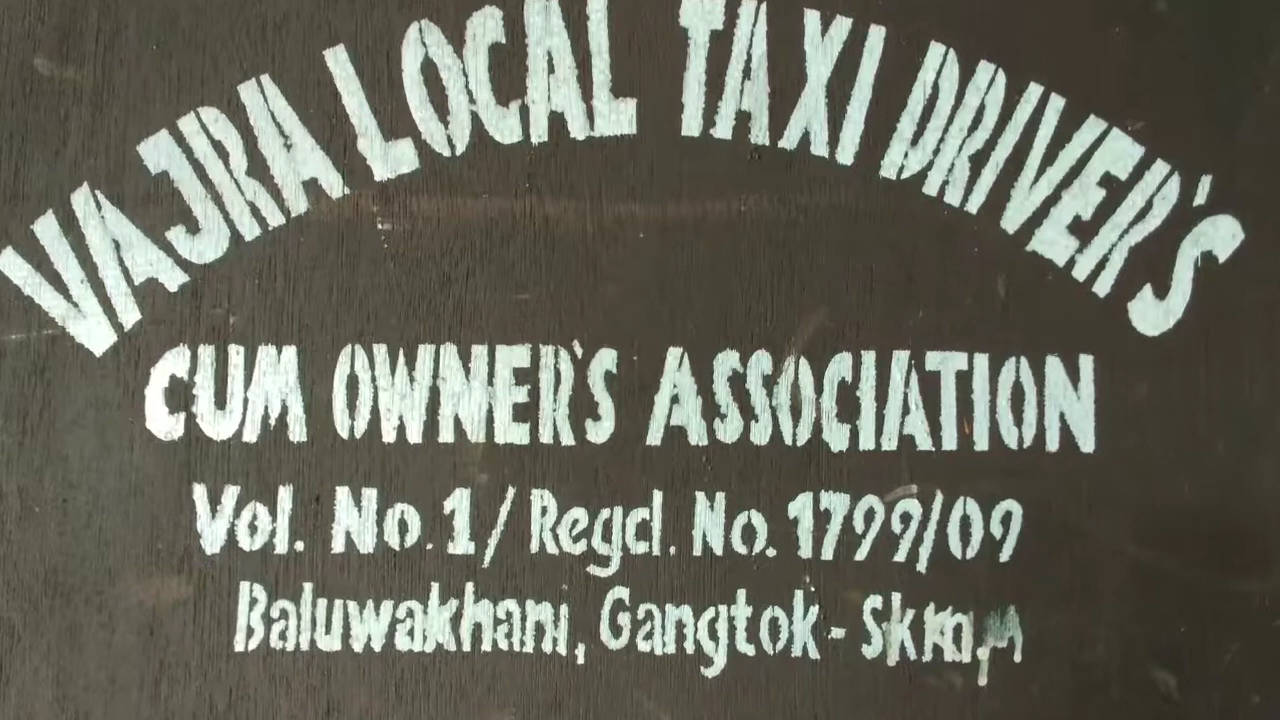 VAJRA LOCAL TAXI DRIVER'S
CUM OWNER'S ASSOCIATION
Vol. No. 1 / Regd. No. 1799/09
Baluwakhani, Gangtok -